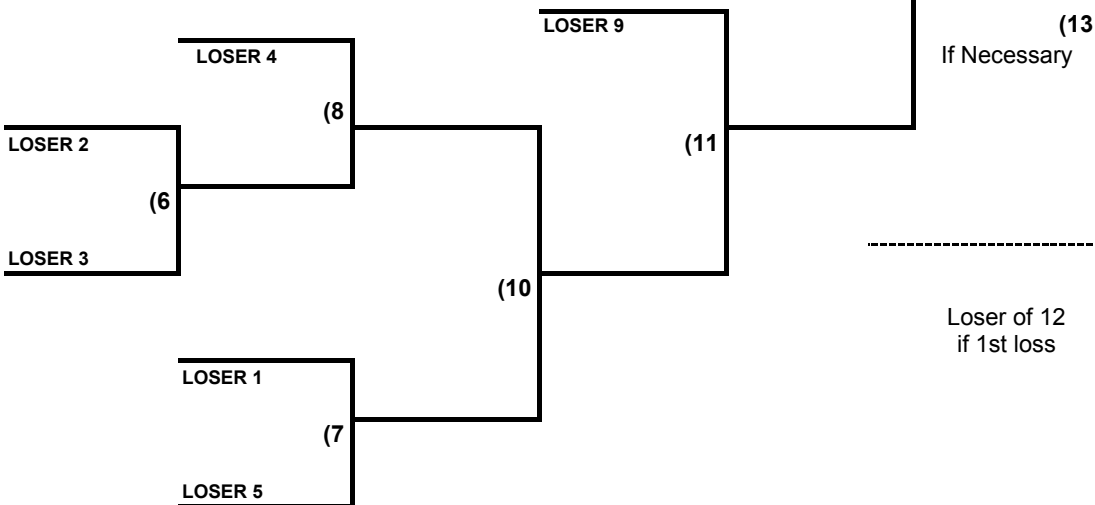 LOSER 9
(13
LOSER 4
If Necessary
(8
LOSER 2
(11
(6
LOSER 3
(10
Loser of 12
if 1st loss
LOSER 1
(7
LOSER 5